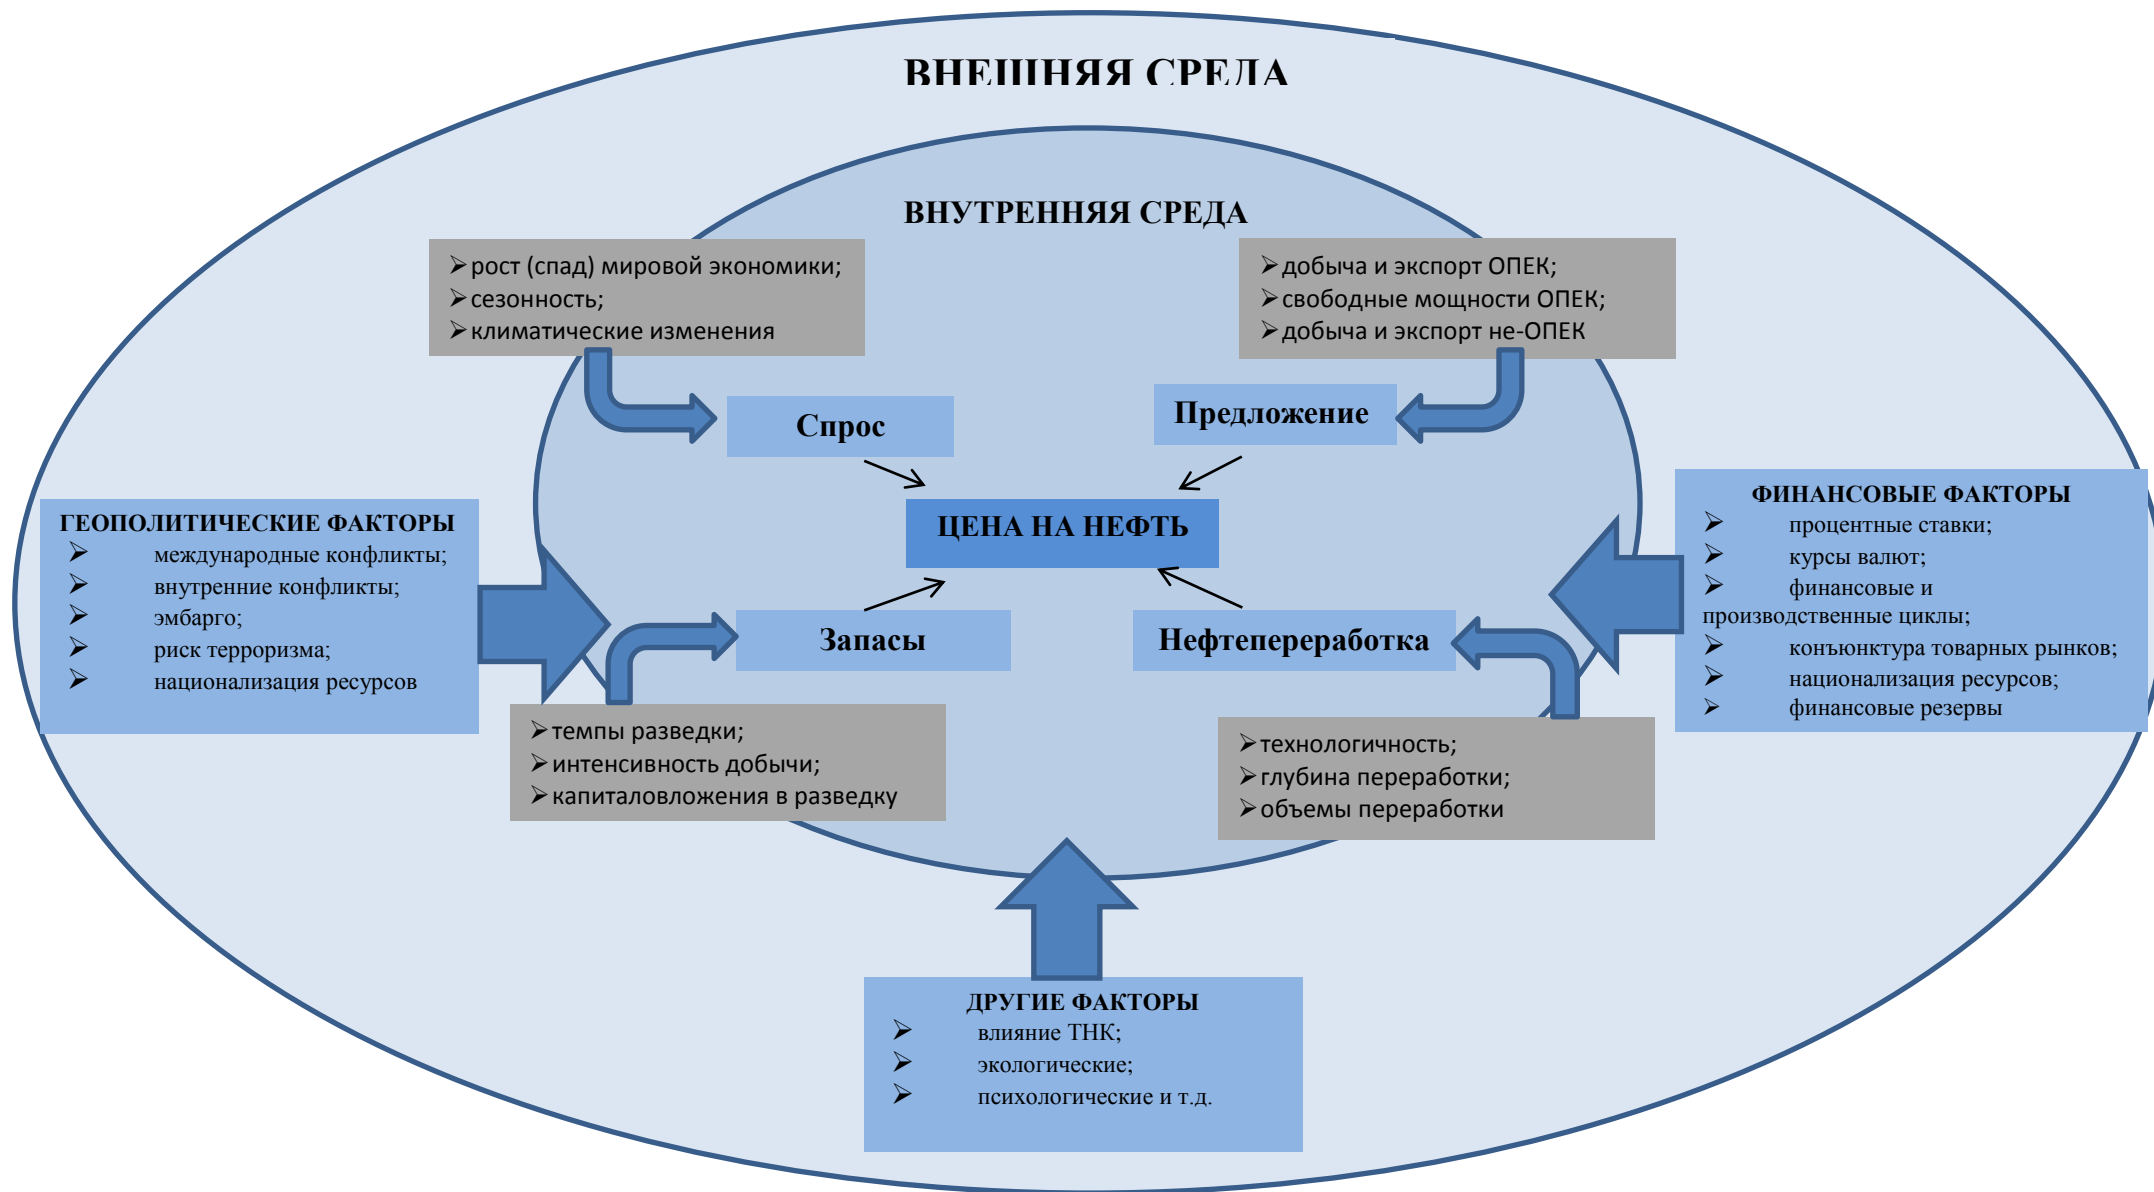 ВНЕШНЯЯ СРЕДА
ВНУТРЕННЯЯ СРЕДА
рост (спад) мировой экономики;
сезонность;
климатические изменения
добыча и экспорт ОПЕК;
свободные мощности ОПЕК;
добыча и экспорт не-ОПЕК
Спрос
Предложение
ЦЕНА НА НЕФТЬ
ГЕОПОЛИТИЧЕСКИЕ ФАКТОРЫ
международные конфликты;
внутренние конфликты;
эмбарго;
риск терроризма;
национализация ресурсов
ФИНАНСОВЫЕ ФАКТОРЫ
процентные ставки;
курсы валют;
финансовые и
производственные циклы;
конъюнктура товарных рынков;
национализация ресурсов;
финансовые резервы
Запасы
Нефтепереработка
темпы разведки;
интенсивность добычи;
капиталовложения в разведку
технологичность;
глубина переработки;
объемы переработки
ДРУГИЕ ФАКТОРЫ
влияние ТНК;
экологические;
психологические и т.д.